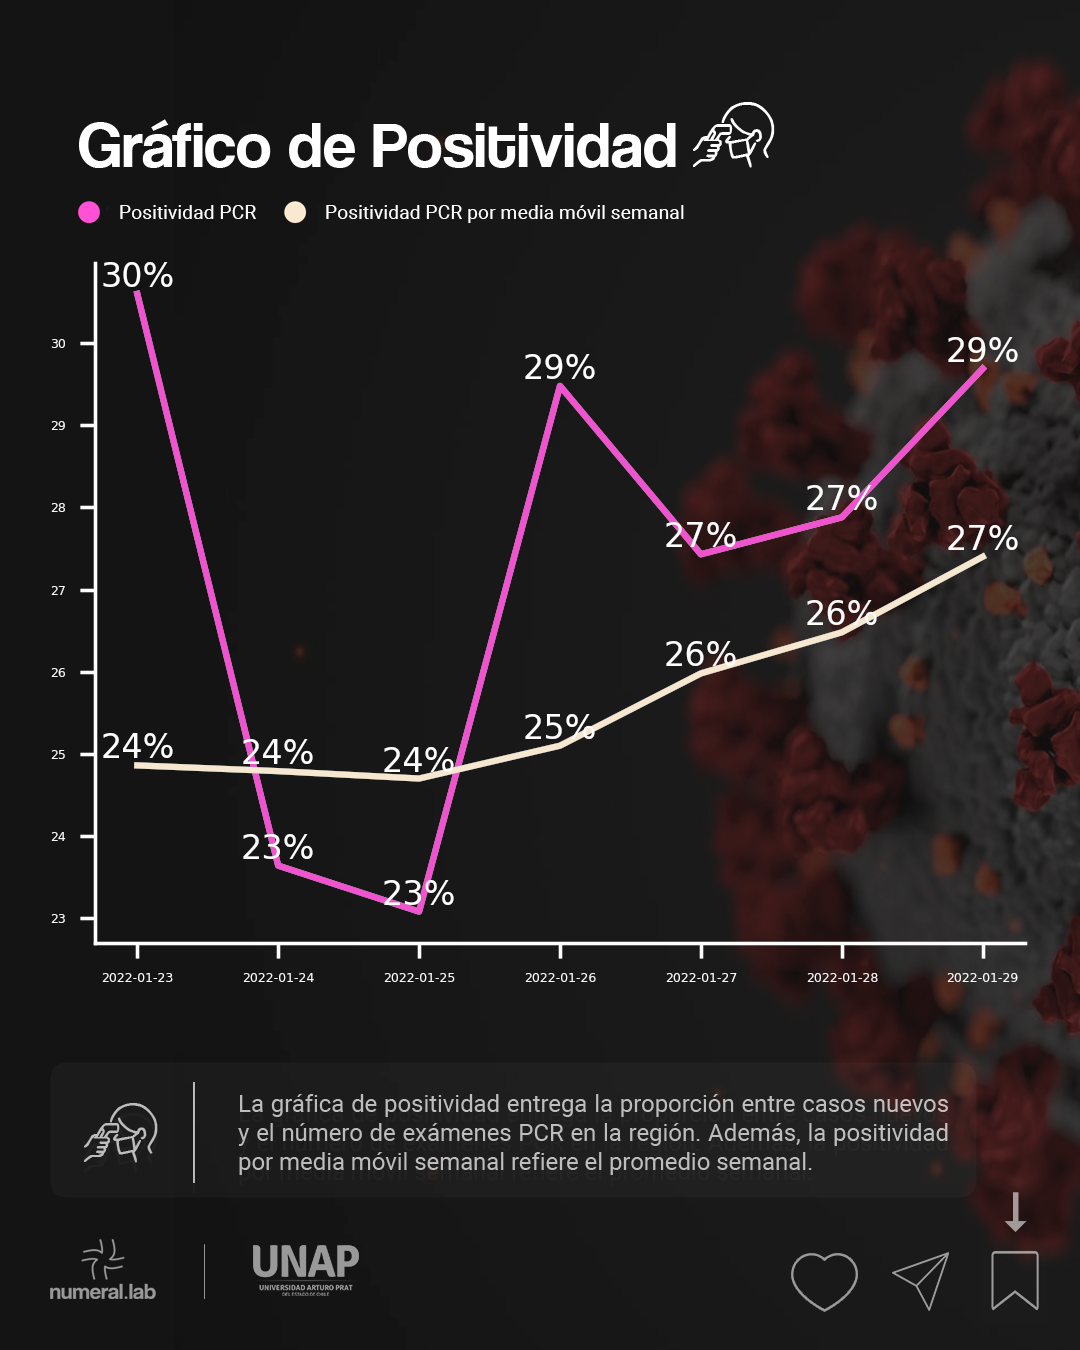 Gráfico de Positividad
Positividad PCR
Positividad PCR por media móvil semanal
30%
30
29%
29%
29
28
27%
27%
27%
27
26%
26%
26
25%
24%
24%
24%
25
24
23%
23%
23
2022-01-23
2022-01-24
2022-01-25
2022-01-26
2022-01-27
2022-01-28
2022-01-29
La gráfica de positividad entrega la proporción entre casos nuevos
y el número de exámenes PCR en la región. Además, la positividad
por media móvil semanal refiere el promedio semanal.
numeral.lab
UNAP
UNIVERSIDAD ARTURO PRAT
DEL ESTADO DE CHILE